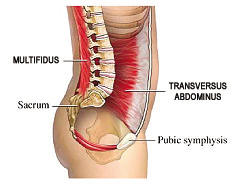 MULTIFIDUS
TRANSVERSUS
ABDOMINUS
Sacrum
Pubic symphysis